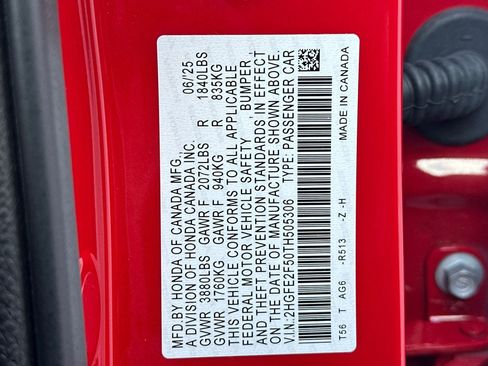 MFD BY HONDA OF CANADA MFG., 06/'25
A DIVISION OF HONDA CANADA INC.
GVWR 3880LBS GAWR F 2072LBS R 1840LBS
GVWR 1760KG GAWR F 940KG R 835KG
THIS VEHICLE CONFORMS TO ALL APPLICABLE
FEDERAL MOTOR VEHICLE SAFETY, BUMPER,
AND THEFT PREVENTION STANDARDS IN EFFECT
ON THE DATE OF MANUFACTURE SHOWN ABOVE.
V.I.N.: 2HGFE2F50TH505306 TYPE: PASSENGER CAR
T56 T AG6 -R513 -Z -H MADE IN CANADA